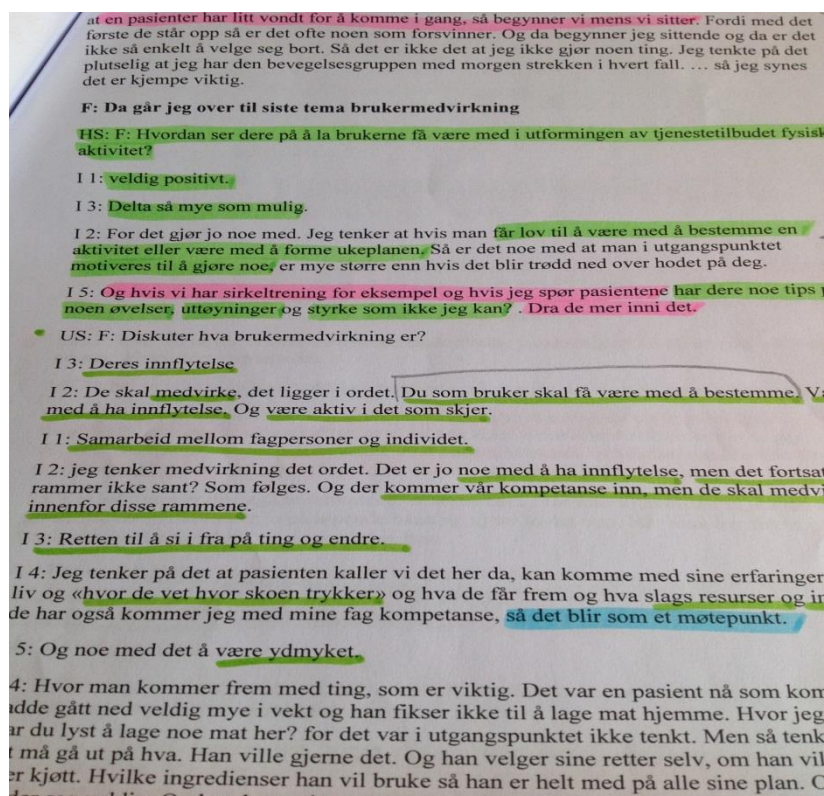 at en pasienter har litt vondt for å komme i gang, så begynner vi mens vi sitter. Fordi med det
første de står opp så er det ofte noen som forsvinner. Og da begynner jeg sittende og da er det
ikke så enkelt å velge seg bort. Så det er ikke det at jeg ikke gjør noen ting. Jeg tenkte på det
plutselig at jeg har den bevegelsesgruppen med morgen strekken i hvert fall. ... så jeg synes
det er kjempe viktig.
F: Da går jeg over til siste tema brukermedvirkning
HS: F: Hvordan ser dere på å la brukerne få være med i utformingen av tjenestetilbudet fysisk
aktivitet?
I 1: veldig positivt.
I 3: Delta så mye som mulig.
I 2: For det gjør jo noe med. Jeg tenker at hvis man får lov til å være med å bestemme en
aktivitet eller være med å forme ukeplanen. Så er det noe med at man i utgangspunktet
motiveres til å gjøre noe, er mye større enn hvis det blir trødd ned over hodet på deg.
I 5: Og hvis vi har sirkeltrening for eksempel og hvis jeg spør pasientene har dere noe tips
noen øvelser, uttøyninger og styrke som ikke jeg kan? . Dra de mer inni det.
US: F: Diskuter hva brukermedvirkning er?
I 3: Deres innflytelse
I 2: De skal medvirke, det ligger i ordet. Du som bruker skal få være med å bestemme.
med å ha innflytelse. Og være aktiv i det som skjer.
I 1: Samarbeid mellom fagpersoner og individet.
I 2: jeg tenker medvirkning det ordet. Det er jo noe med å ha innflytelse, men det fortsat
rammer ikke sant? Som følges. Og der kommer vår kompetanse inn, men de skal medvi
innenfor disse rammene.
I 3: Retten til å si i fra på ting og endre.
I 4: Jeg tenker på det at pasienten kaller vi det her da, kan komme med sine erfaringer
liv og «hvor de vet hvor skoen trykker» og hva de får frem og hva slags resurser og in
de har også kommer jeg med mine fag kompetanse, så det blir som et møtepunkt.
5: Og noe med det å være ydmyket.
4: Hvor man kommer frem med ting, som er viktig. Det var en pasient nå som kom
adde gått ned veldig mye i vekt og han fikser ikke til å lage mat hjemme. Hvor jeg
ar du lyst å lage noe mat her? for det var i utgangspunktet ikke tenkt. Men så tenk
t må gå ut på hva. Han ville gjerne det. Og han velger sine retter selv, om han vil
er kjøtt. Hvilke ingredienser han vil bruke så han er helt med på alle sine plan.